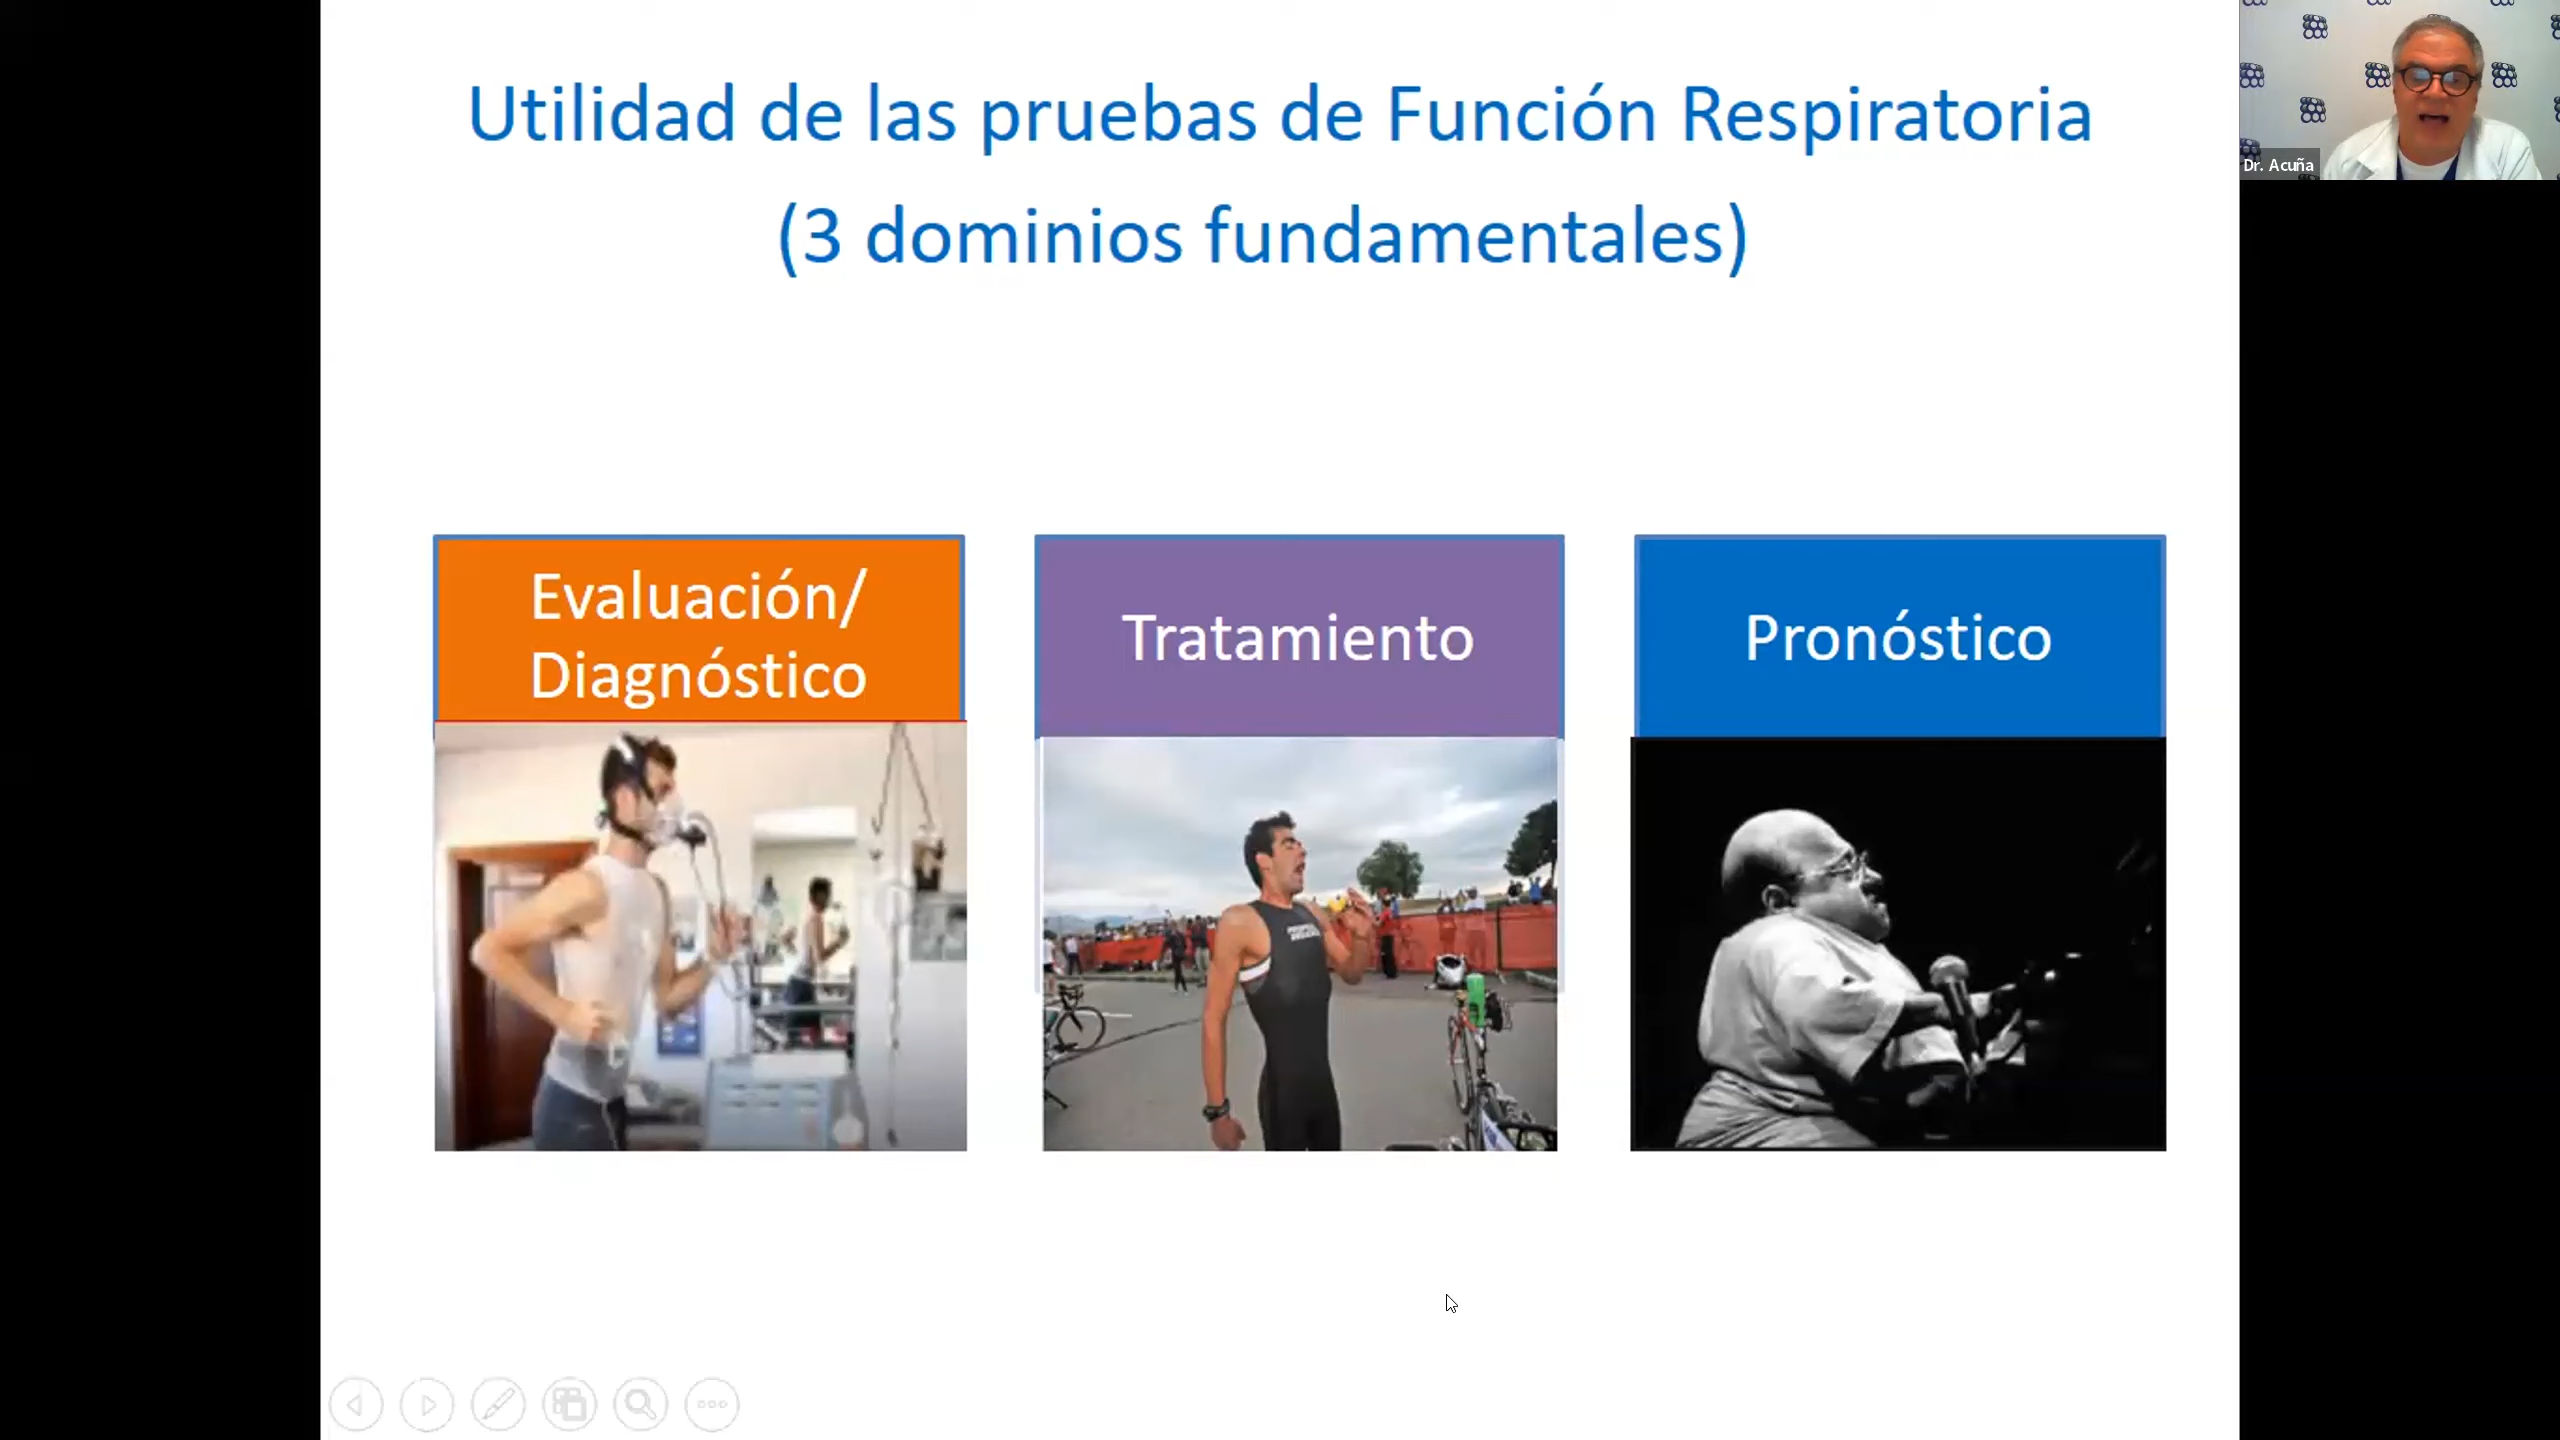 Utilidad de las pruebas de Función Respiratoria
(3 dominios fundamentales)
Dr. Acuña
Evaluación/
Diagnóstico
Tratamiento
Pronóstico